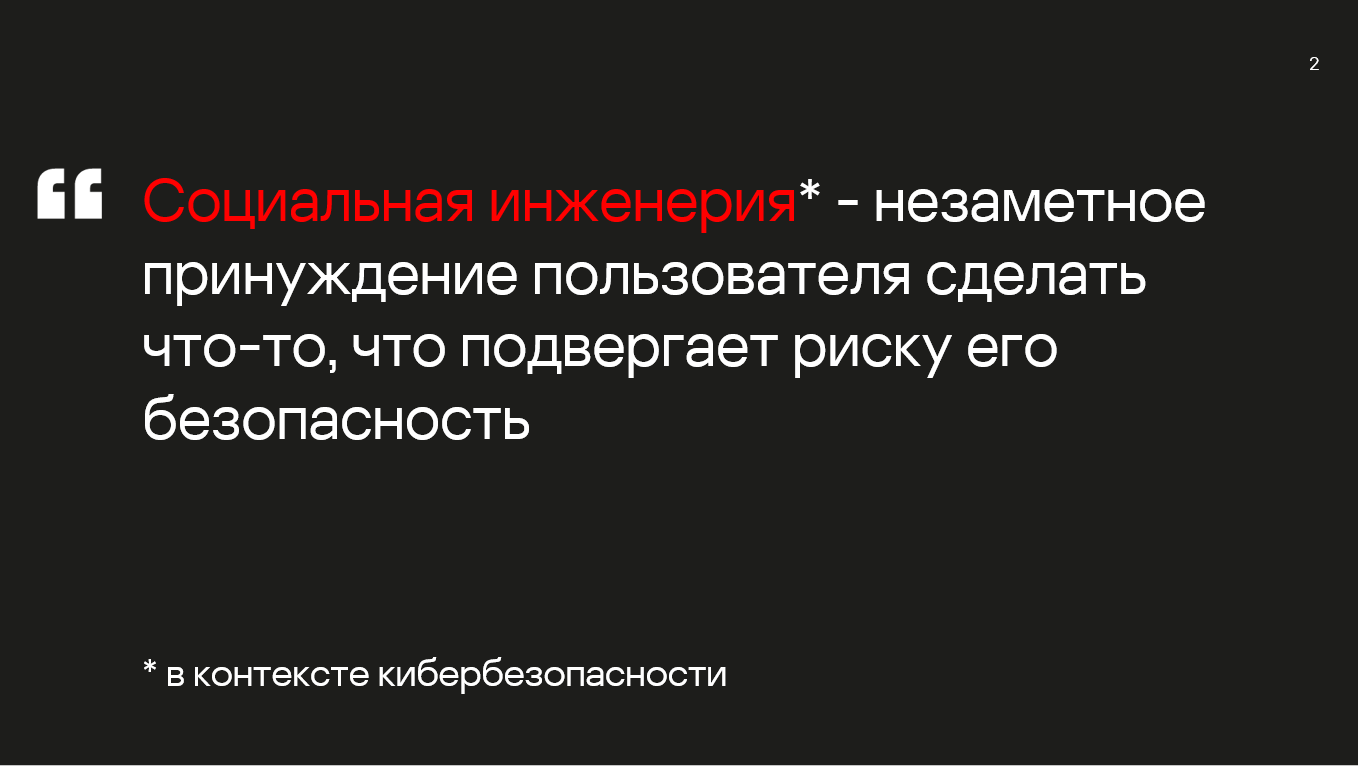 2
“ Социальная инженерия* - незаметное
принуждение пользователя сделать
что-то, что подвергает риску его
безопасность
* в контексте кибербезопасности